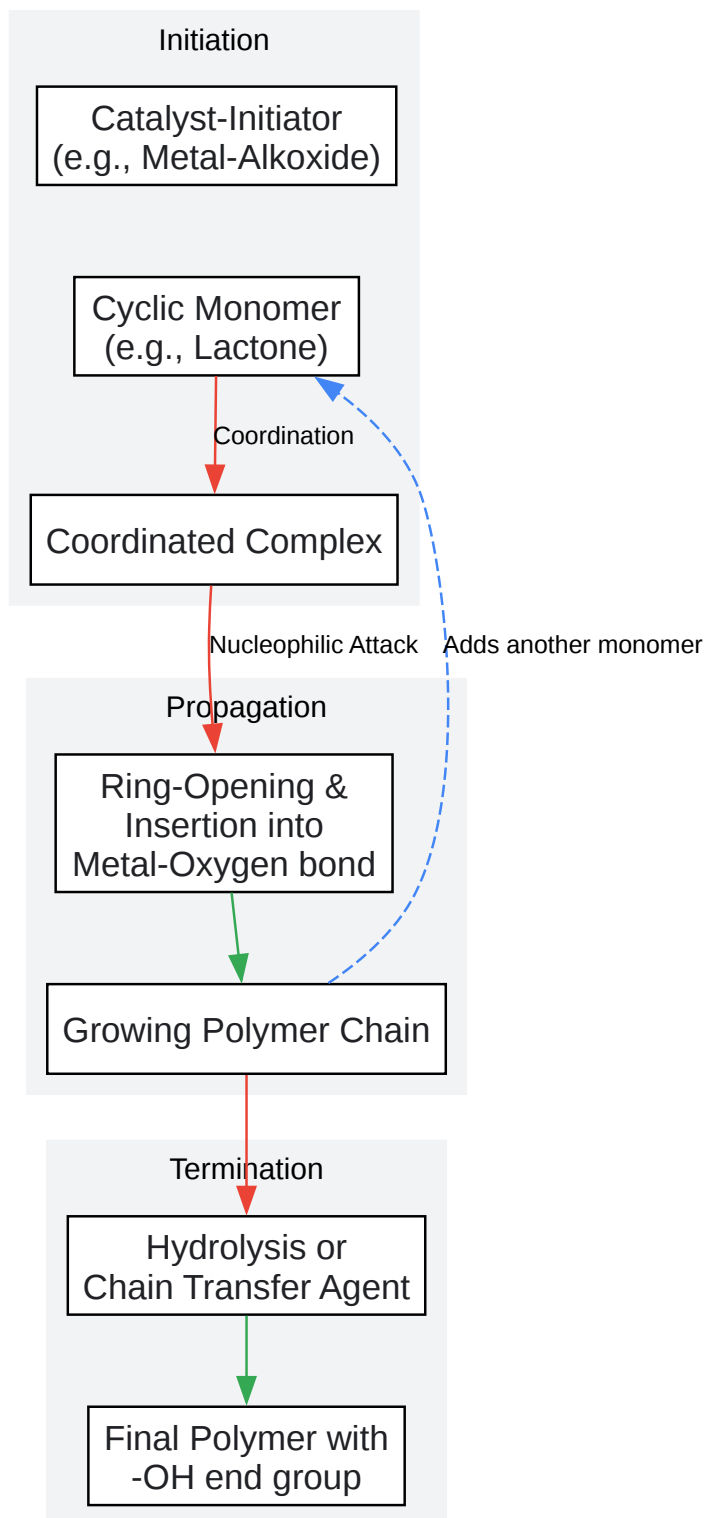 Initiation
Catalyst-Initiator
(e.g., Metal-Alkoxide)
Cyclic Monomer
(e.g., Lactone)
Coordination
Coordinated Complex
Nucleophilic Attack
Adds another monomer
Propagation
Ring-Opening &
Insertion into
Metal-Oxygen bond
Growing Polymer Chain
Termination
Hydrolysis or
Chain Transfer Agent
Final Polymer with
-OH end group